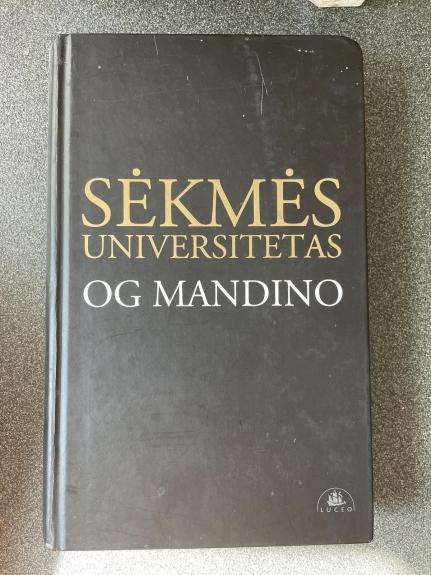 SĖKMĖS
UNIVERSITETAS
OG MANDINO
LUCEO